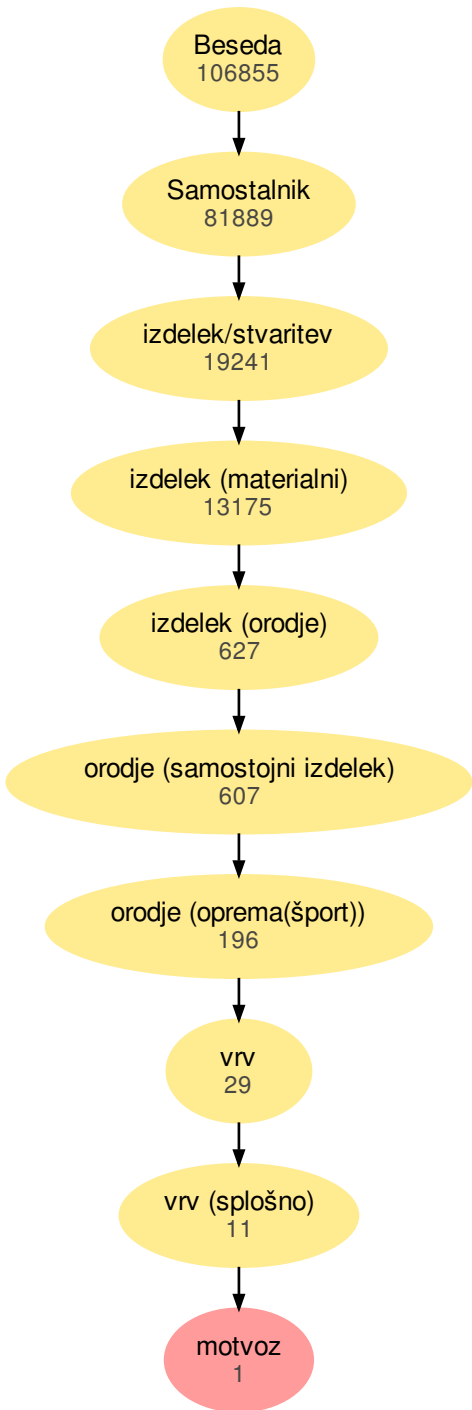 Beseda
106855
Samostalnik
81889
izdelek/stvaritev
19241
izdelek (materialni)
13175
izdelek (orodje)
627
orodje (samostojni izdelek)
607
orodje (oprema(šport))
196
vrv
29
vrv (splošno)
11
motvoz
1